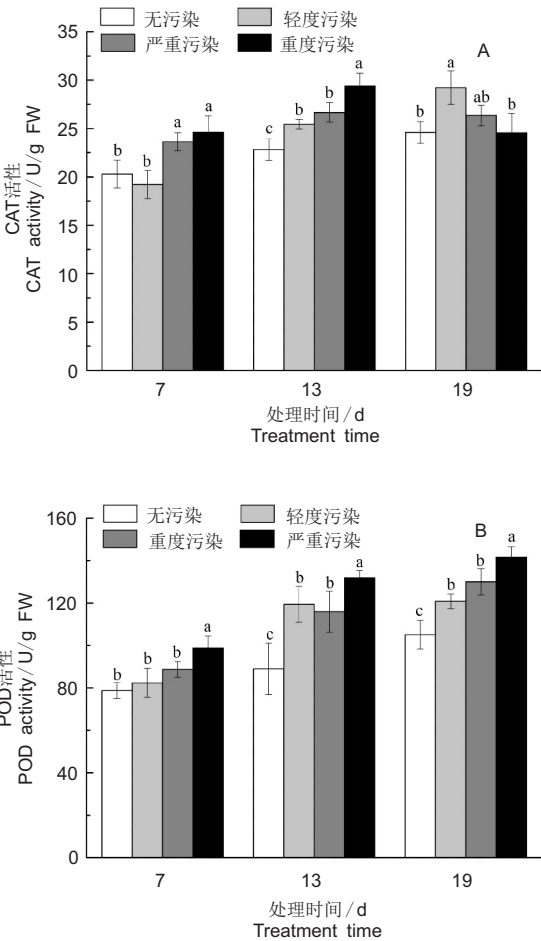 无污染 轻度污染
严重污染 重度污染
A
35
30
25
20
15
10
5
0
CAT活性
CAT activity/U/g FW
b b a a
c b b a
b a ab b
7 13 19
处理时间/d
Treatment time
无污染 轻度污染
重度污染 严重污染
B
160
120
80
40
0
POD活性
POD activity/U/g FW
b b b a
c b b a
c b b a
7 13 19
处理时间/d
Treatment time